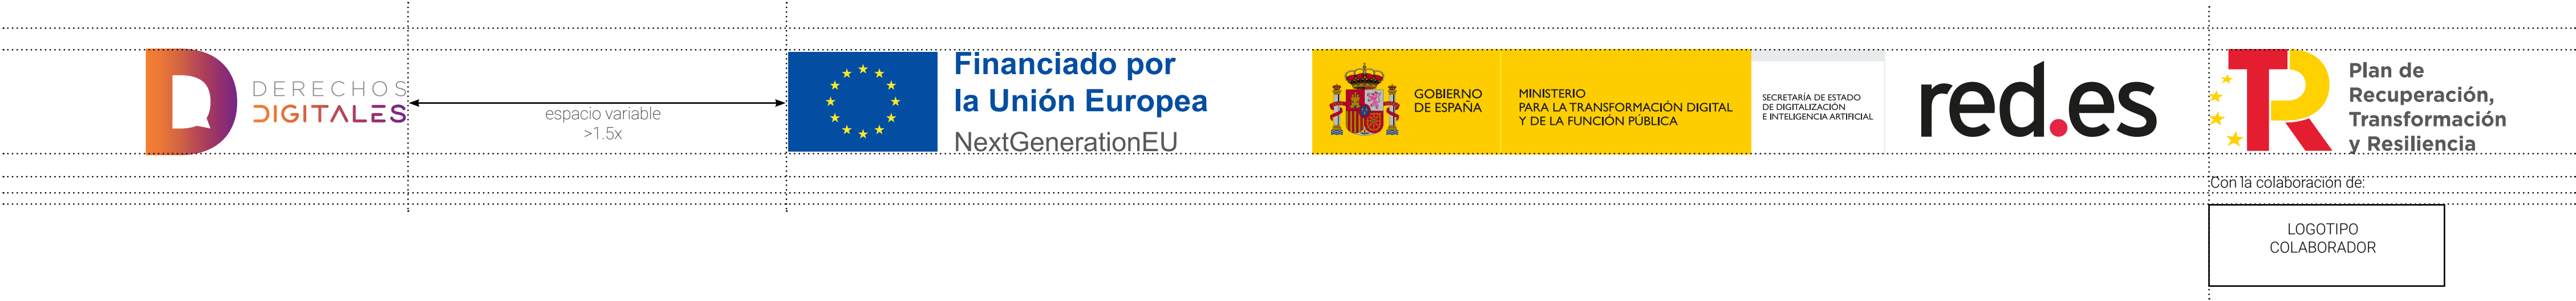 DERECHOS
DIGITALES
espacio variable
>1.5x
Financiado por
la Unión Europea
NextGenerationEU
GOBIERNO
DE ESPAÑA
MINISTERIO
PARA LA TRANSFORMACIÓN DIGITAL
Y DE LA FUNCIÓN PÚBLICA
SECRETARÍA DE ESTADO
DE DIGITALIZACIÓN
E INTELIGENCIA ARTIFICIAL
red.es
Plan de
Recuperación,
Transformación
y Resiliencia
Con la colaboración de:
LOGOTIPO
COLABORADOR